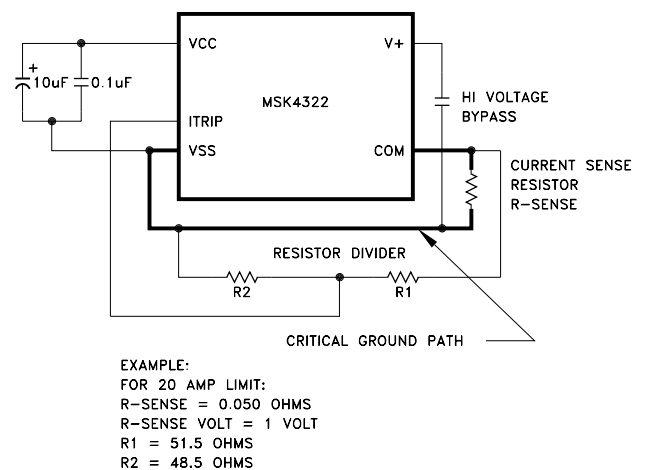 VCC
V+
+
10uF
0.1uF
MSK4322
HI VOLTAGE
BYPASS
ITRIP
VSS
COM
CURRENT SENSE
RESISTOR
R-SENSE
RESISTOR DIVIDER
R2
R1
CRITICAL GROUND PATH
EXAMPLE:
FOR 20 AMP LIMIT:
R-SENSE = 0.050 OHMS
R-SENSE VOLT = 1 VOLT
R1 = 51.5 OHMS
R2 = 48.5 OHMS